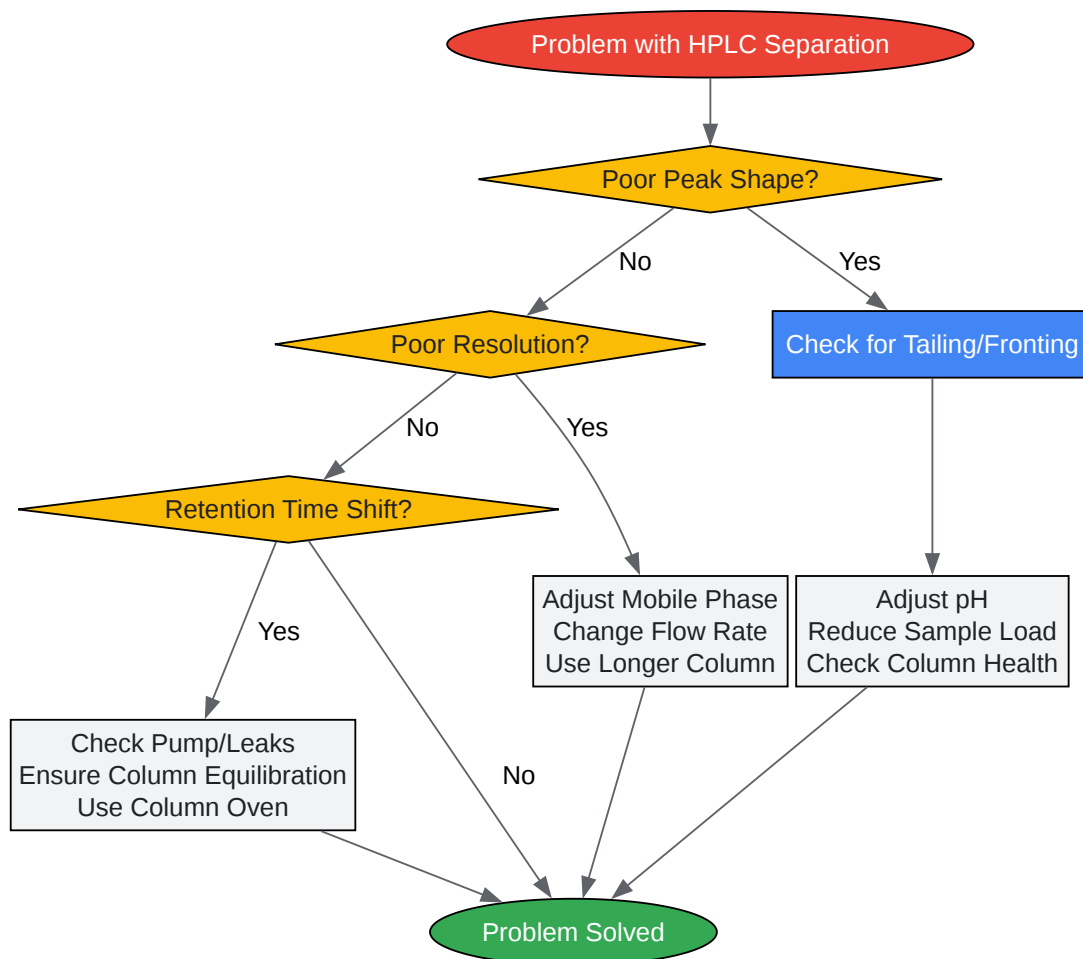 Problem with HPLC Separation
Poor Peak Shape?
No
Yes
Poor Resolution?
Check for Tailing/Fronting
No
Yes
Retention Time Shift?
Adjust Mobile Phase
Change Flow Rate
Use Longer Column
Adjust pH
Reduce Sample Load
Check Column Health
Yes
Check Pump/Leaks
Ensure Column Equilibration
Use Column Oven
No
Problem Solved